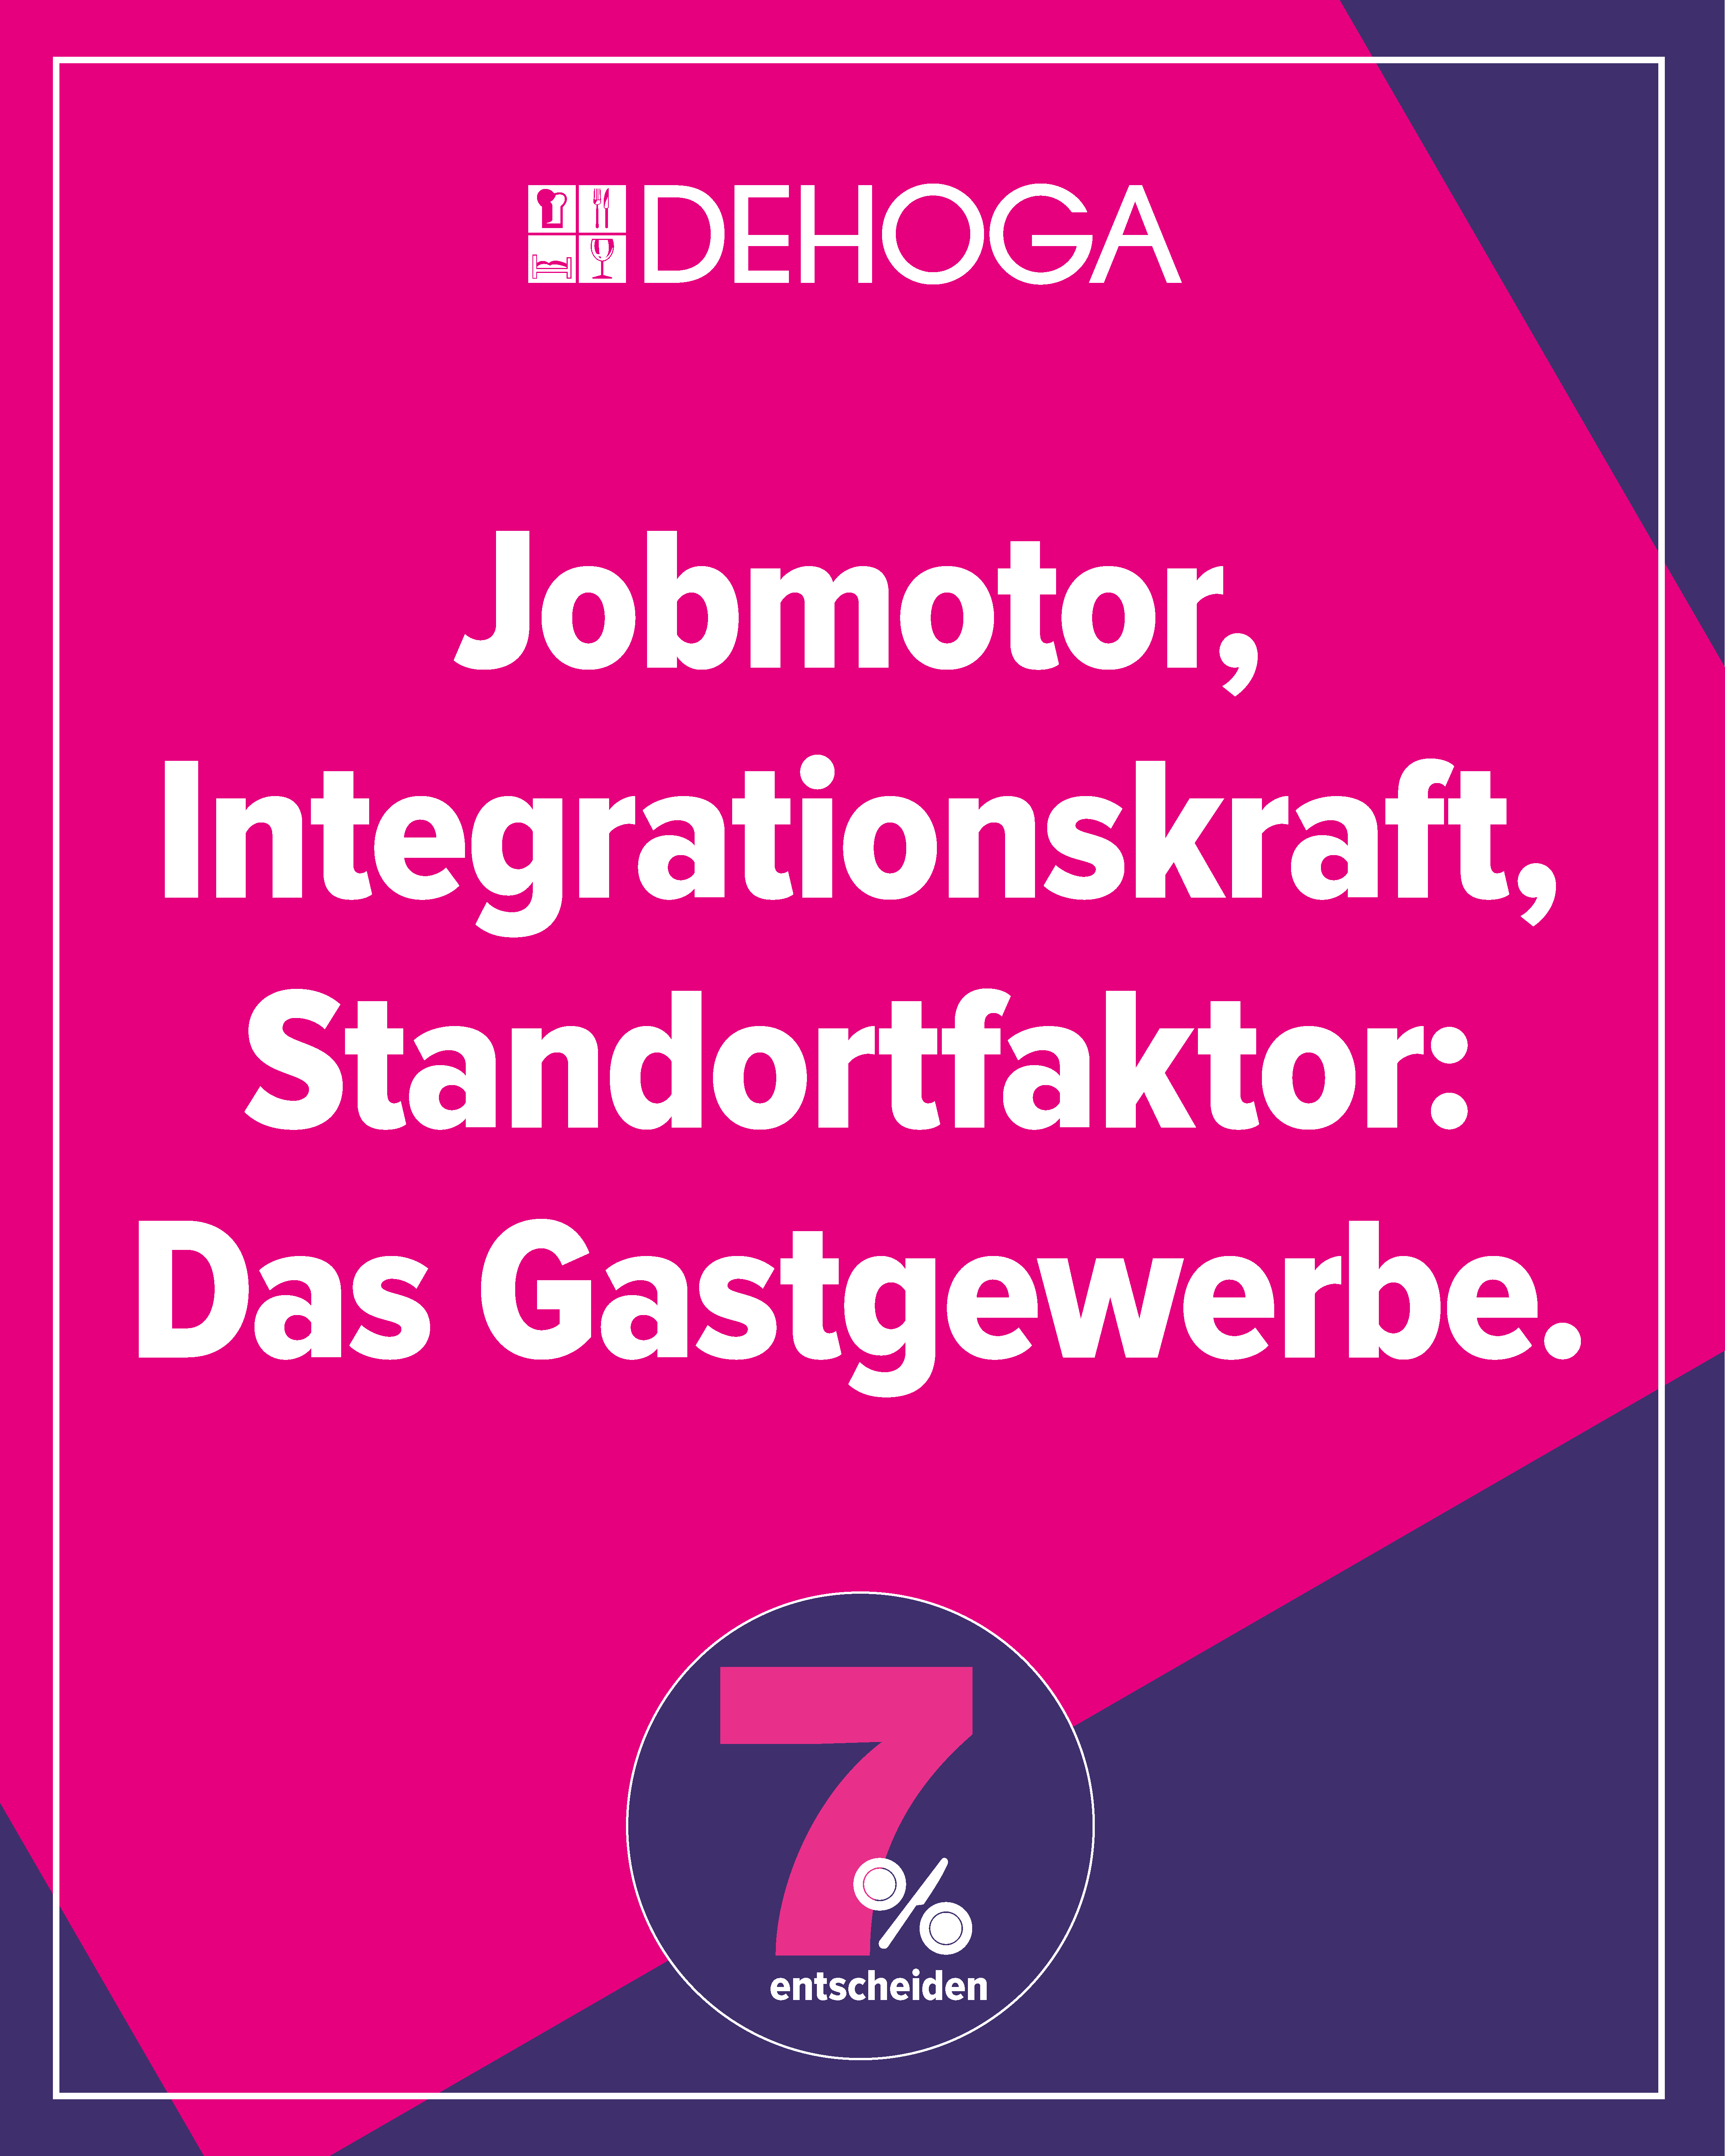 DEHOGA
Jobmotor,
Integrationskraft,
Standortfaktor:
Das Gastgewerbe.
7%
entscheiden